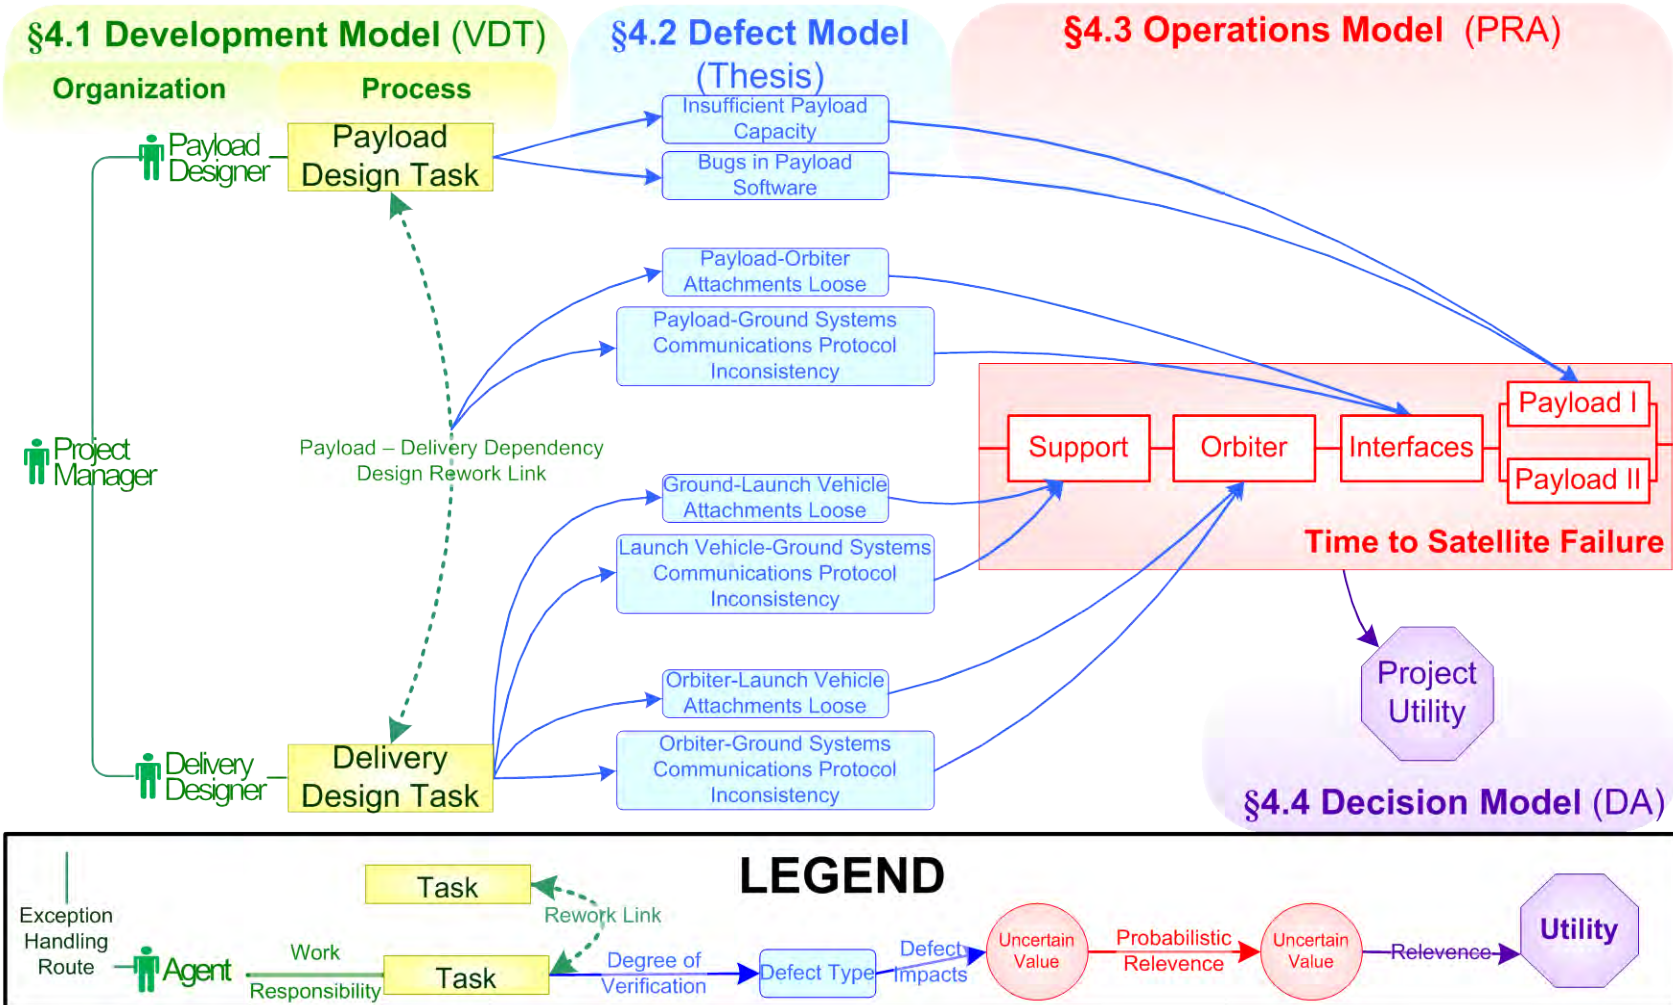 §4.1 Development Model (VDT)
Organization
Process
§4.2 Defect Model
(Thesis)
§4.3 Operations Model (PRA)
Payload
Designer
Payload
Design Task
Insufficient Payload
Capacity
Bugs in Payload
Software
Payload-Orbiter
Attachments Loose
Payload-Ground Systems
Communications Protocol
Inconsistency
Project
Manager
Payload – Delivery Dependency
Design Rework Link
Ground-Launch Vehicle
Attachments Loose
Launch Vehicle-Ground Systems
Communications Protocol
Inconsistency
Orbiter-Launch Vehicle
Attachments Loose
Orbiter-Ground Systems
Communications Protocol
Inconsistency
Delivery
Designer
Delivery
Design Task
Support
Orbiter
Interfaces
Payload I
Payload II
Time to Satellite Failure
Project
Utility
§4.4 Decision Model (DA)
LEGEND
Exception
Handling
Route
Agent
Work
Responsibility
Task
Task
Rework Link
Degree of
Verification
Defect Type
Defect
Impacts
Uncertain
Value
Probabilistic
Relevence
Uncertain
Value
Relevence
Utility